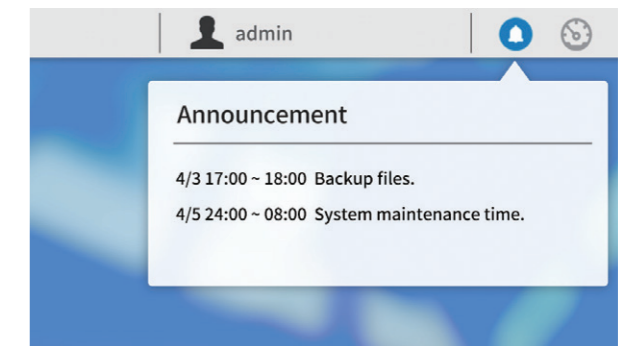 admin
Announcement
4/3 17:00 ~ 18:00 Backup files.
4/5 24:00 ~ 08:00 System maintenance time.